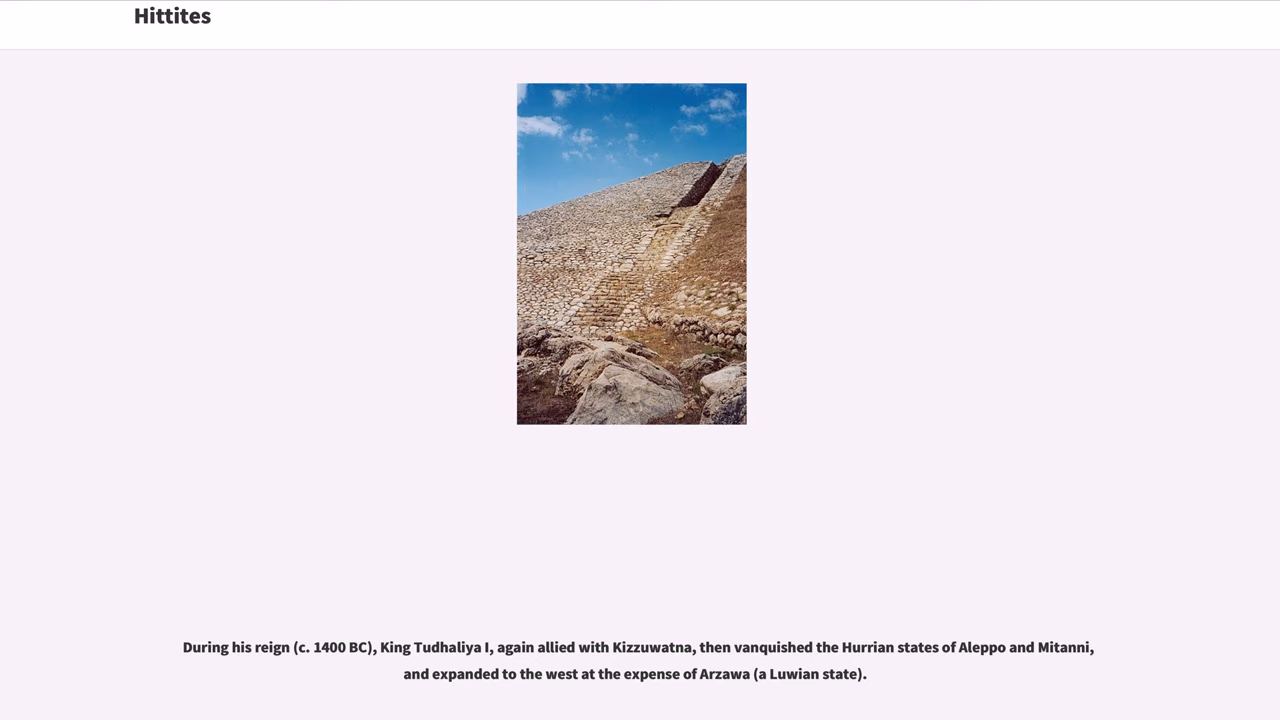 Hittites
During his reign (c. 1400 BC), King Tudhaliya I, again allied with Kizzuwatna, then vanquished the Hurrian states of Aleppo and Mitanni,
and expanded to the west at the expense of Arzawa (a Luwian state).